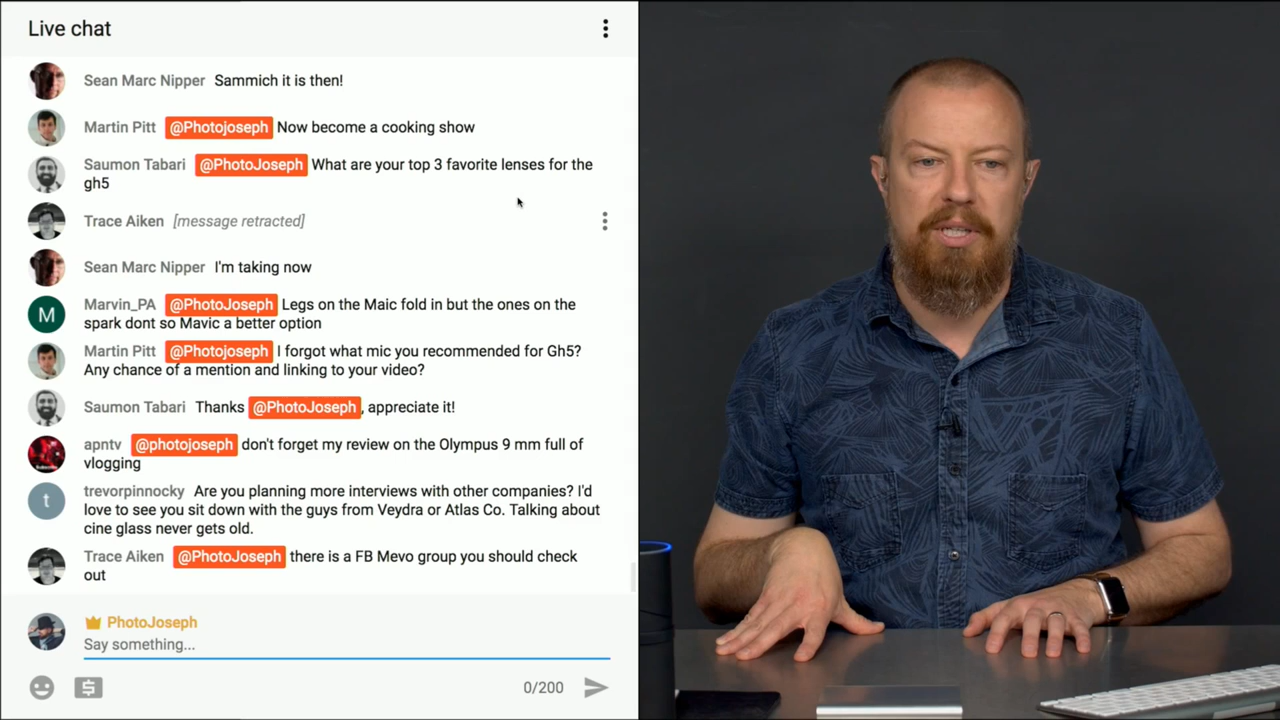 Live chat
Sean Marc Nipper Sammich it is then!
Martin Pitt @Photojoseph Now become a cooking show
Saumon Tabari @PhotoJoseph What are your top 3 favorite lenses for the
gh5
Trace Aiken [message retracted]
Sean Marc Nipper I'm taking now
M
Marvin_PA @PhotoJoseph Legs on the Maic fold in but the ones on the
spark dont so Mavic a better option
Martin Pitt @Photojoseph I forgot what mic you recommended for Gh5?
Any chance of a mention and linking to your video?
Saumon Tabari Thanks @PhotoJoseph, appreciate it!
apntv @photojoseph don't forget my review on the Olympus 9 mm full of
vlogging
t
trevorpinnocky Are you planning more interviews with other companies? I'd
love to see you sit down with the guys from Veydra or Atlas Co. Talking about
cine glass never gets old.
Trace Aiken @PhotoJoseph there is a FB Mevo group you should check
out
PhotoJoseph
Say something...
$
0/200